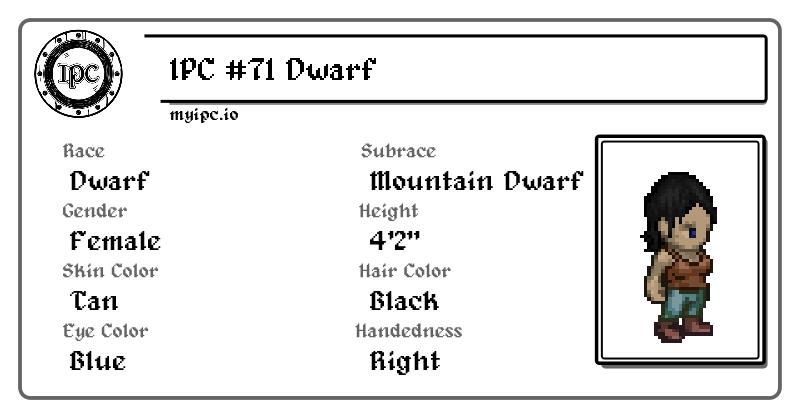 IPC
IPC #71 Dwarf
myipc.io
Race
Dwarf
Subrace
Mountain Dwarf
Gender
Female
Height
4'2"
Skin Color
Tan
Hair Color
Black
Eye Color
Blue
Handedness
Right